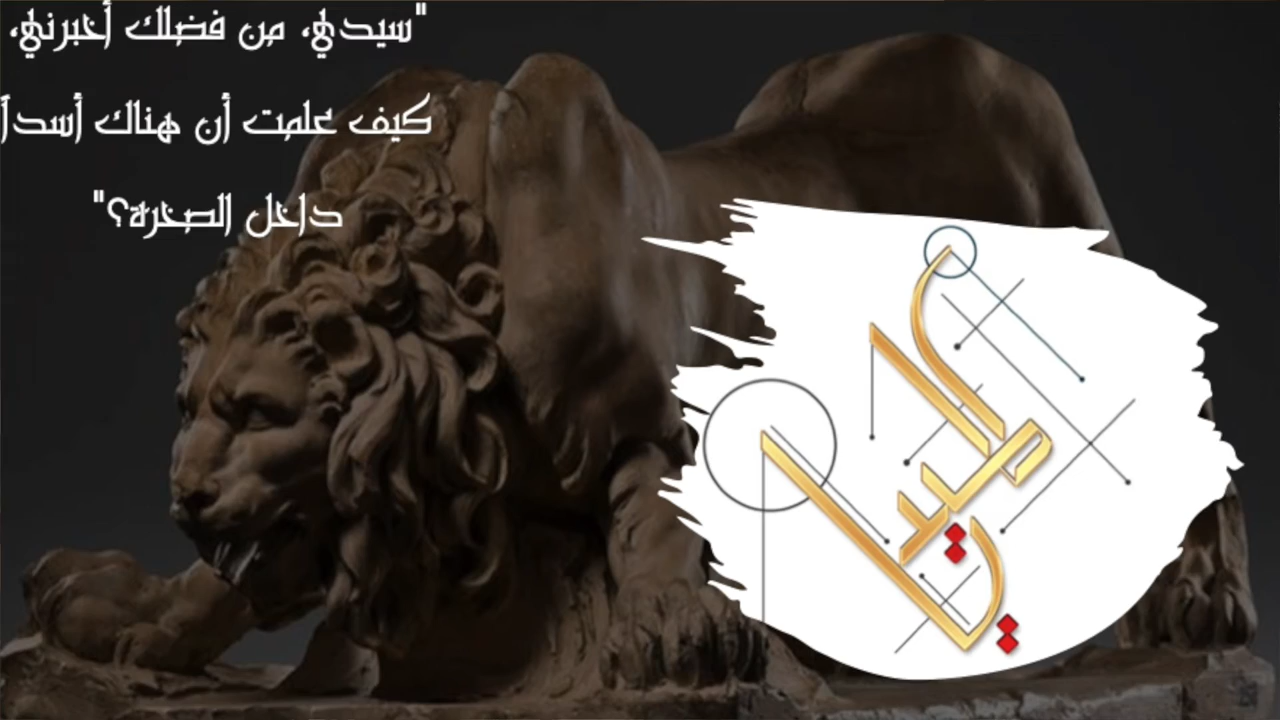 "سيدي، من فضلك أخبرني،
كيف علمت أن هناك أسداً
داخل الصخرة؟"